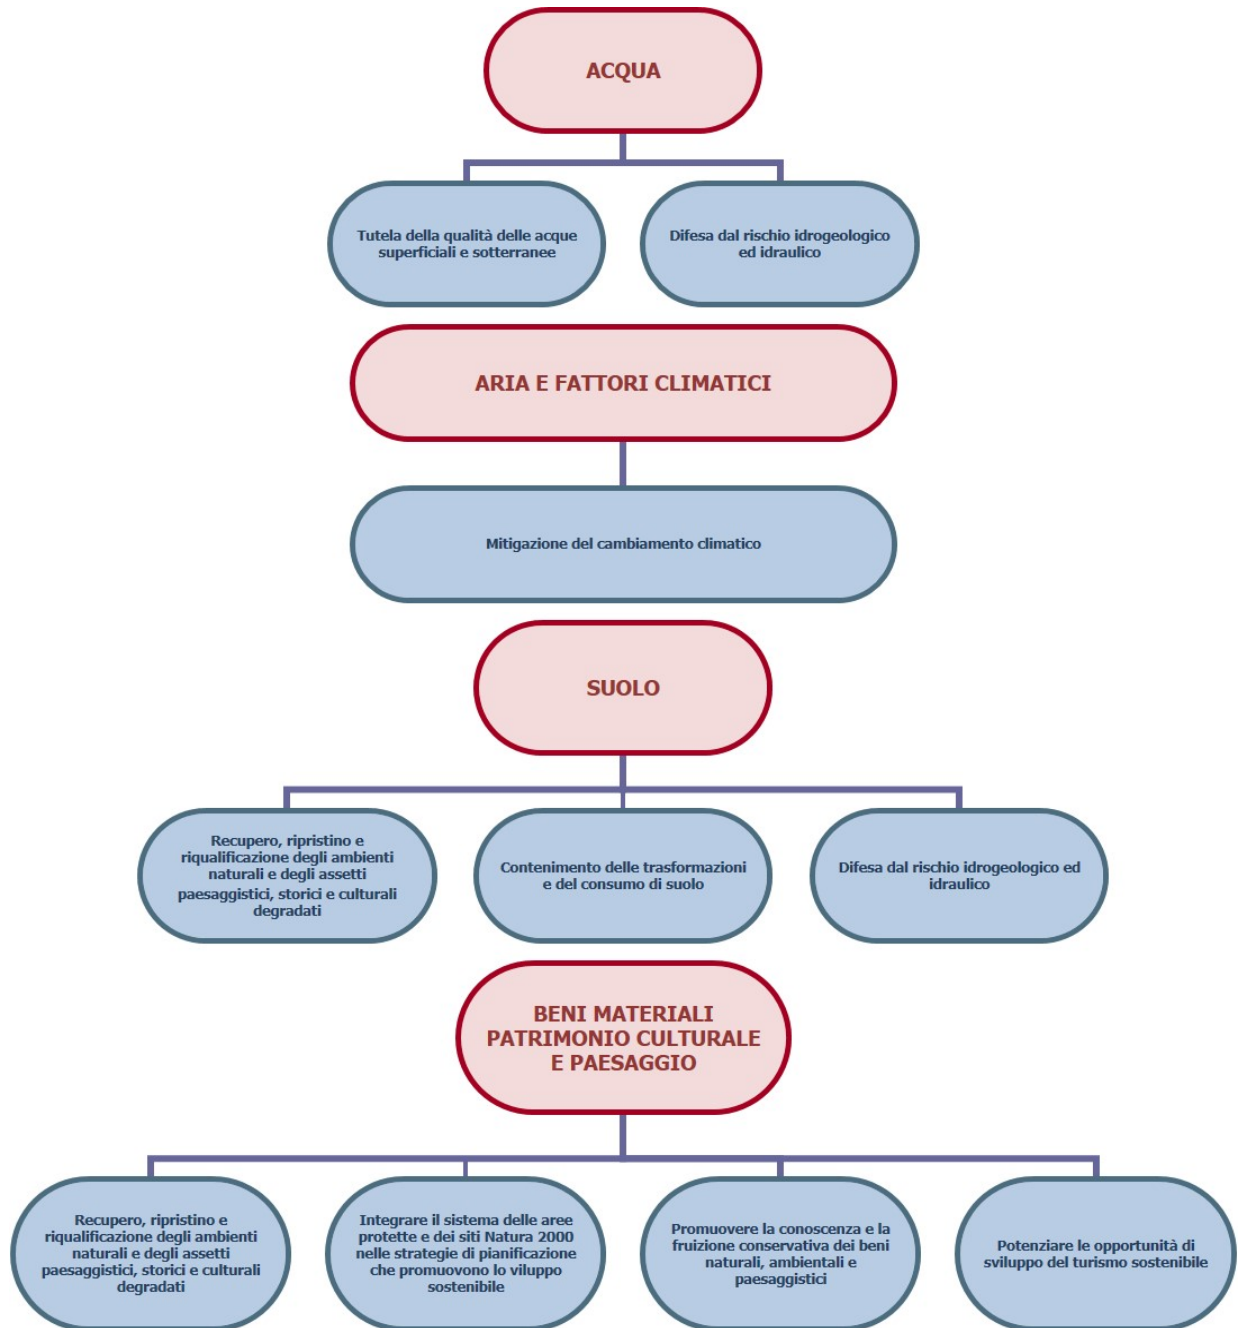 ACQUA
Tutela della qualità delle acque
superficiali e sotterranee
Difesa dal rischio idrogeologico
ed idraulico
ARIA E FATTORI CLIMATICI
Mitigazione del cambiamento climatico
SUOLO
Recupero, ripristino e
riqualificazione degli ambienti
naturali e degli assetti
paesaggistici, storici e culturali
degradati
Contenimento delle trasformazioni
e del consumo di suolo
Difesa dal rischio idrogeologico ed
idraulico
BENI MATERIALI
PATRIMONIO CULTURALE
E PAESAGGIO
Recupero, ripristino e
riqualificazione degli ambienti
naturali e degli assetti
paesaggistici, storici e culturali
degradati
Integrare il sistema delle aree
protette e dei siti Natura 2000
nelle strategie di pianificazione
che promuovono lo viluppo
sostenibile
Promuovere la conoscenza e la
fruizione conservativa dei beni
naturali, ambientali e
paesaggistici
Potenziare le opportunità di
sviluppo del turismo sostenibile